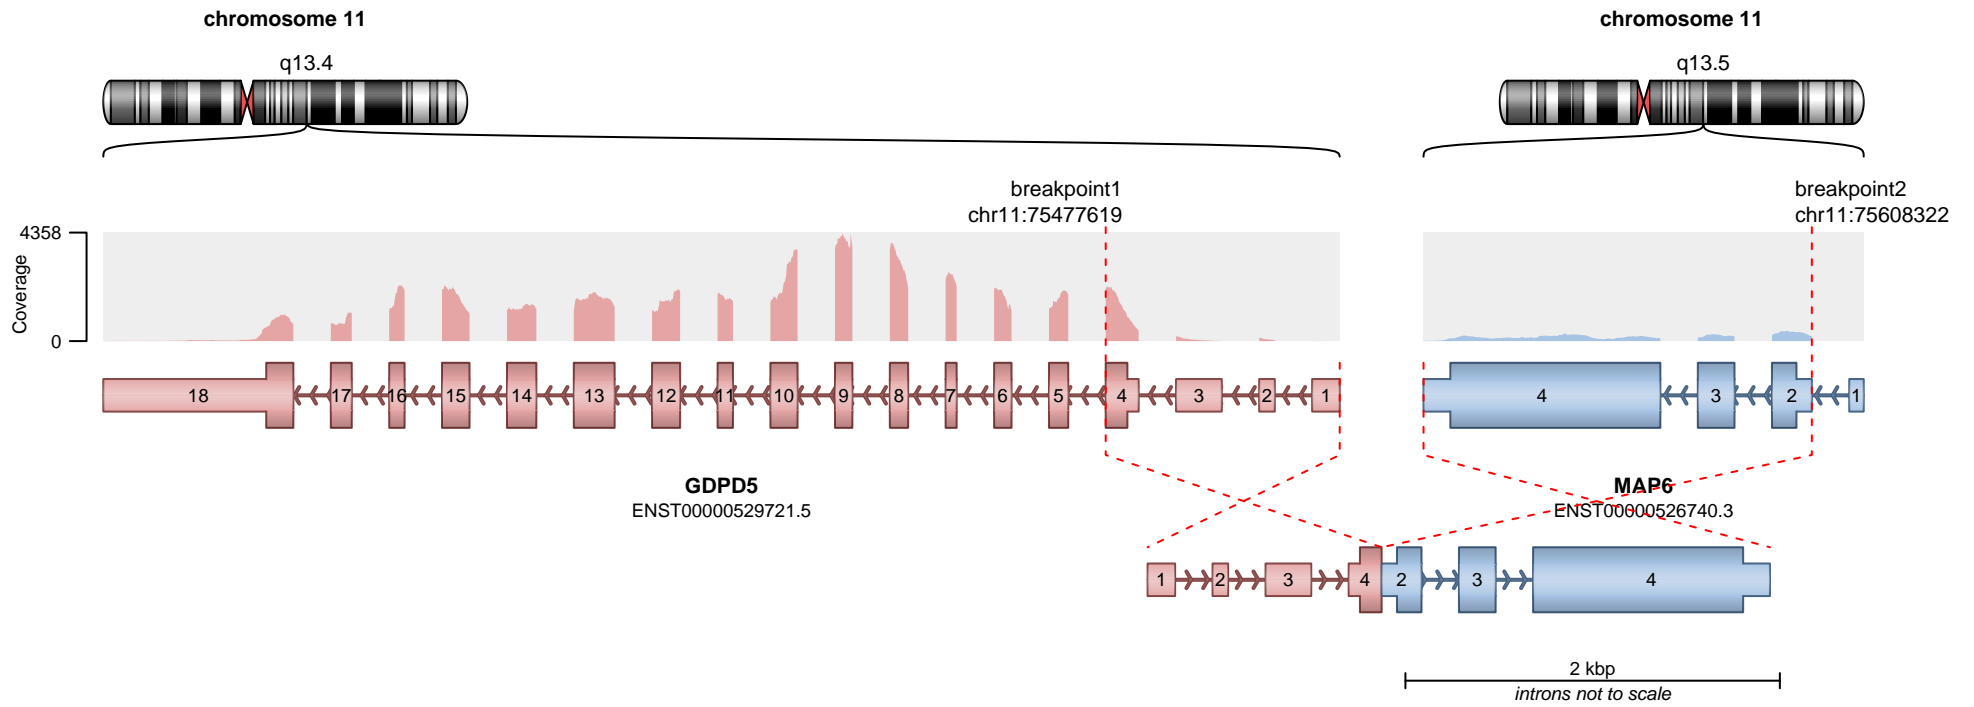 chromosome 11
chromosome 11
q13.4
q13.5
breakpoint1
chr11:75477619
breakpoint2
chr11:75608322
4358
0
Coverage
18 17 16 15 14 13 12 11 10 9 8 7 6 5 4 3 2 1
4 3 2 1
GDPD5
ENST00000529721.5
MAP6
ENST00000526740.3
1 2 3 4 2 3 4
2 kbp
introns not to scale